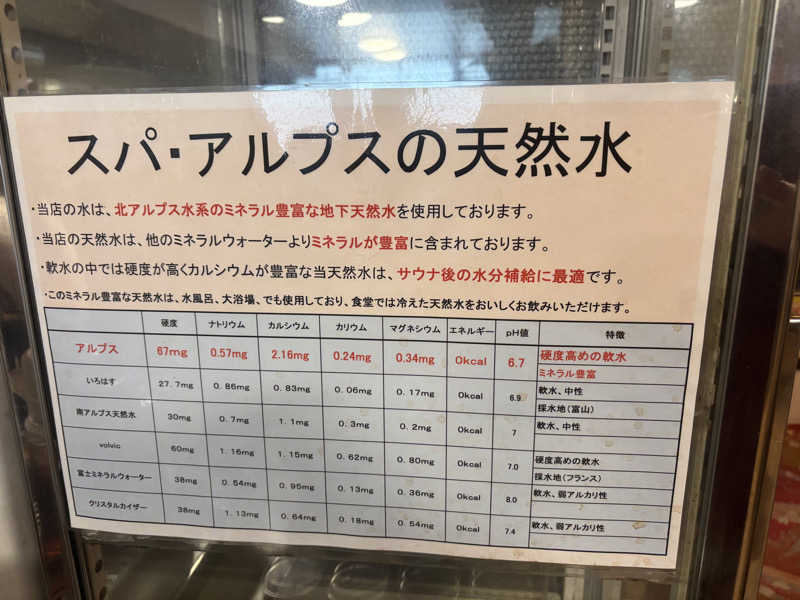 スパ・アルプスの天然水
・当店の水は、北アルプス水系のミネラル豊富な地下天然水を使用しております。
・当店の天然水は、他のミネラルウォーターよりミネラルが豊富に含まれております。
・軟水の中では硬度が高くカルシウムが豊富な当天然水は、サウナ後の水分補給に最適です。
・このミネラル豊富な天然水は、水風呂、大浴場、でも使用しており、食堂では冷えた天然水をおいしくお飲みいただけます。
硬度 ナトリウム カルシウム カリウム マグネシウム エネルギー pH値 特徴
アルプス 67mg 0.57mg 2.16mg 0.24mg 0.34mg 0kcal 6.7 硬度高めの軟水
ミネラル豊富
いろはす 27.7mg 0.86mg 0.83mg 0.06mg 0.17mg 0kcal 6.9 軟水、中性
採水地(富山)
南アルプス天然水 30mg 0.7mg 1.1mg 0.3mg 0.2mg 0kcal 7 軟水、中性
volvic 60mg 1.16mg 1.15mg 0.62mg 0.80mg 0kcal 7.0 硬度高めの軟水
採水地(フランス)
富士ミネラルウォーター 38mg 0.54mg 0.95mg 0.13mg 0.36mg 0kcal 8.0 軟水、弱アルカリ性
クリスタルカイザー 38mg 1.13mg 0.64mg 0.18mg 0.54mg 0kcal 7.4 軟水、弱アルカリ性